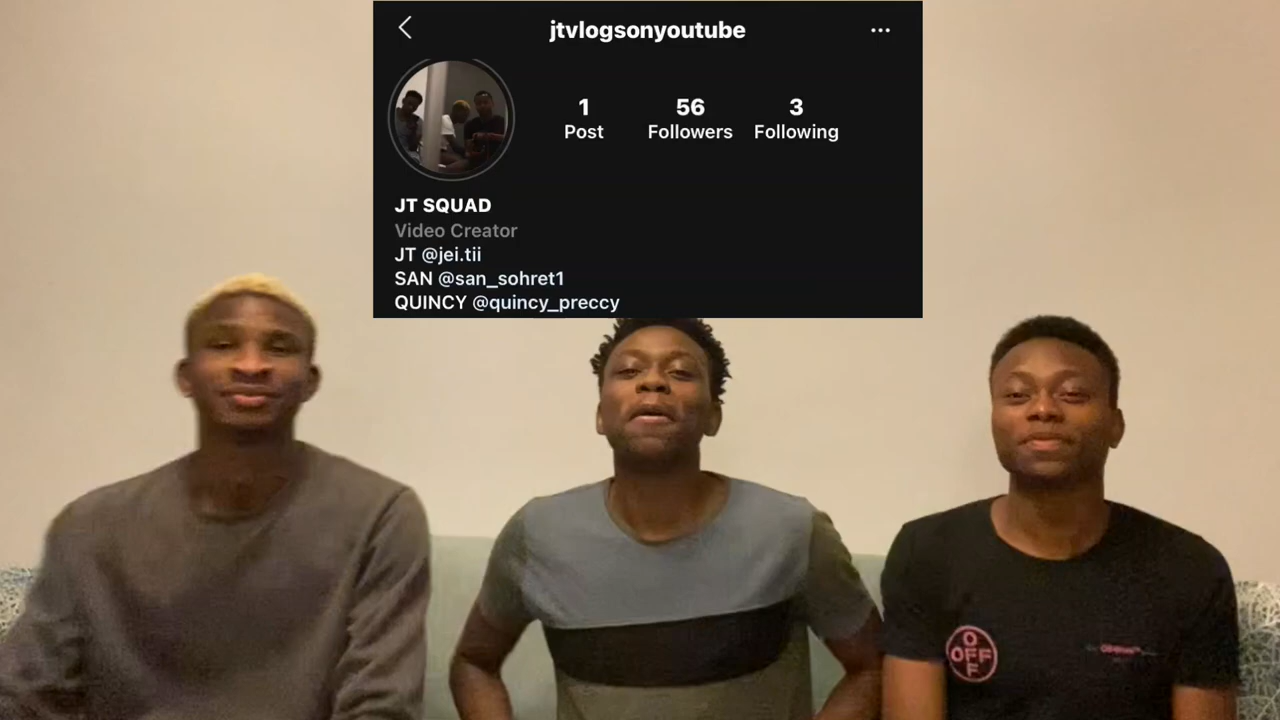 jtvlogsonyoutube
1
56
3
Post
Followers
Following
JT SQUAD
Video Creator
JT @jei.tii
SAN @san_sohret1
QUINCY @quincy_preccy
O
OFF
F